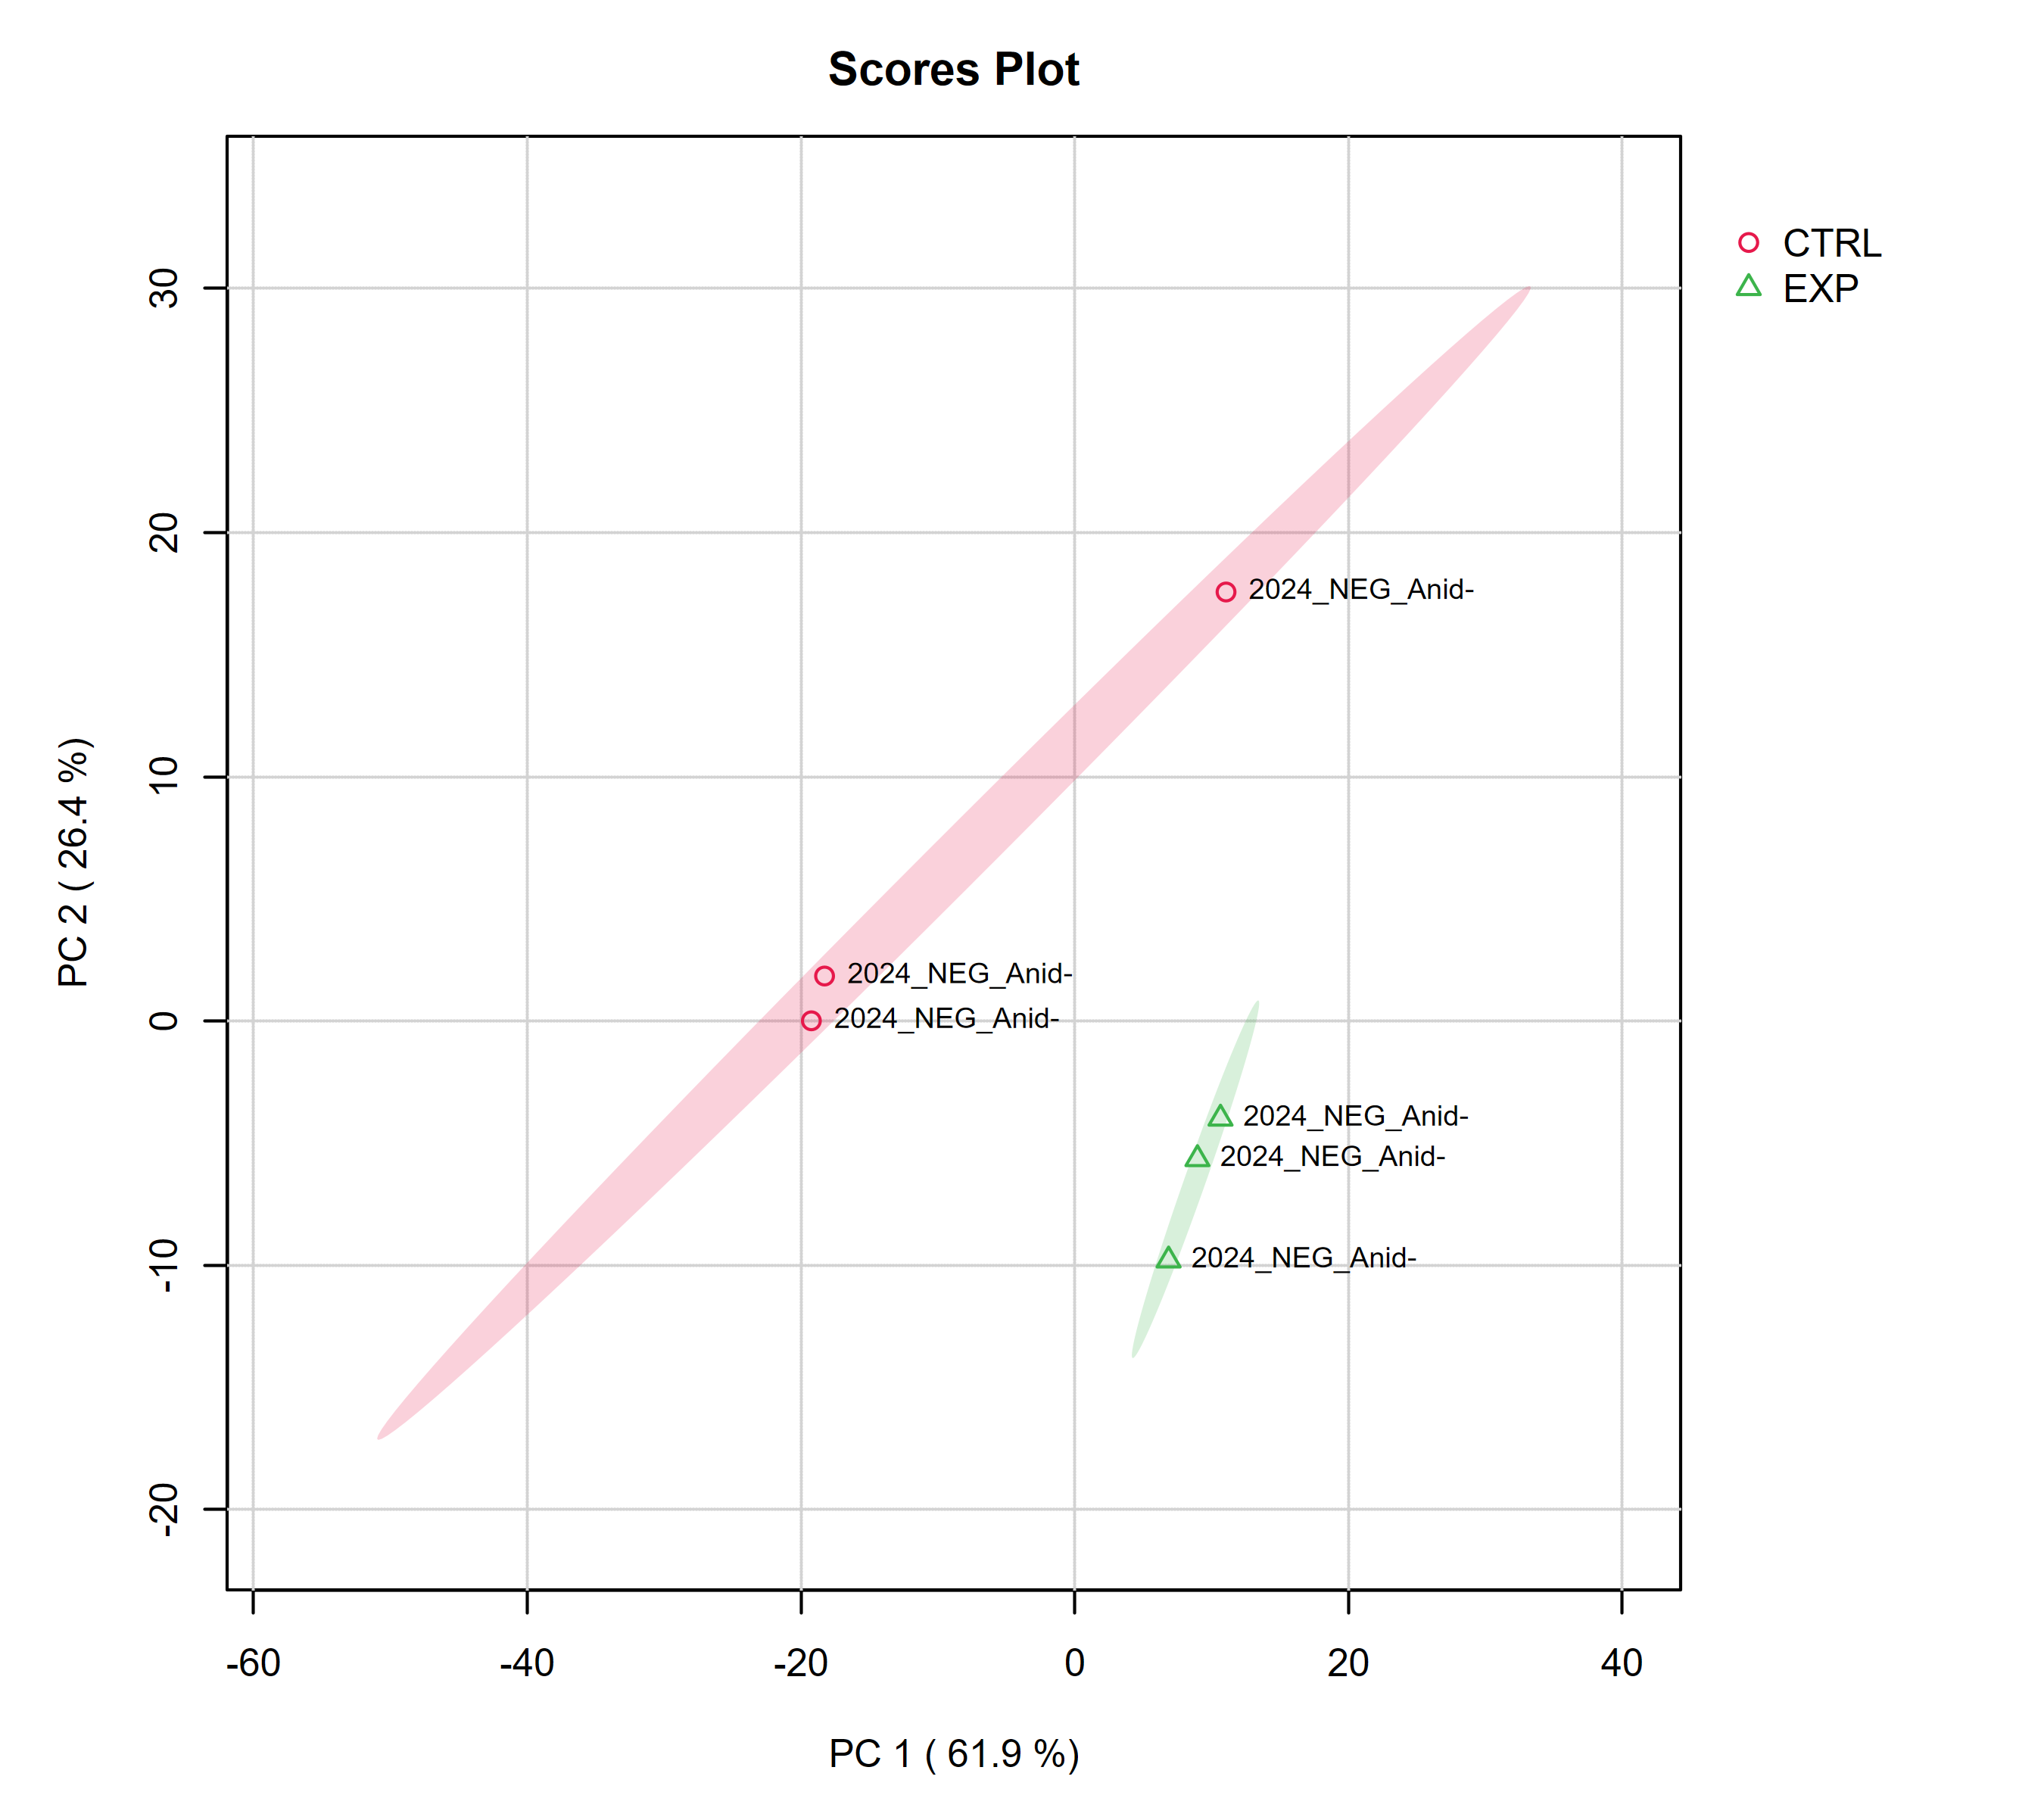 Scores Plot
CTRL
EXP
30
20
10
0
-10
-20
PC 2 ( 26.4 %)
2024_NEG_Anid-
2024_NEG_Anid-
2024_NEG_Anid-
2024_NEG_Anid-
2024_NEG_Anid-
2024_NEG_Anid-
-60 -40 -20 0 20 40
PC 1 ( 61.9 %)